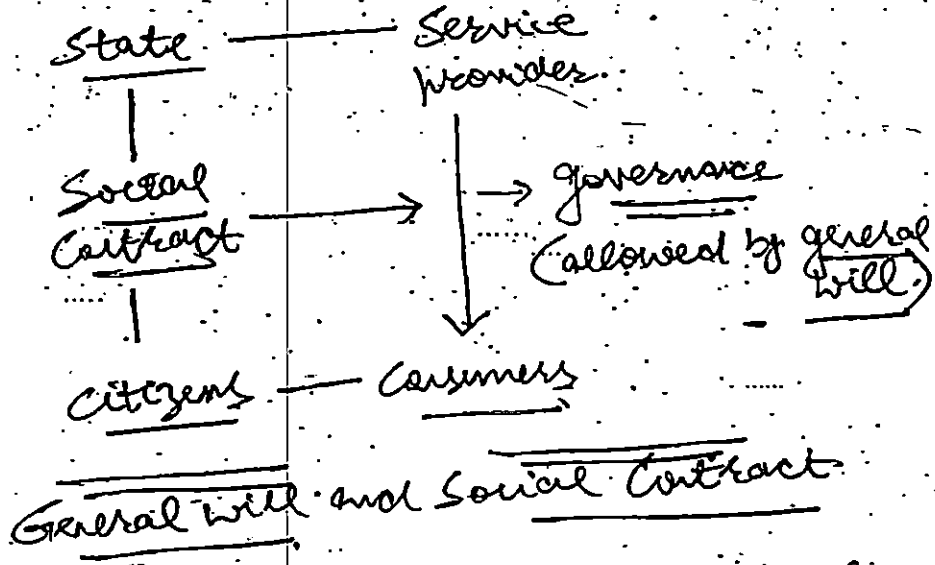 State Service
provider.
Social governance
Contract (allowed by general
will.)
Citizens Consumers
General will and Social Contract